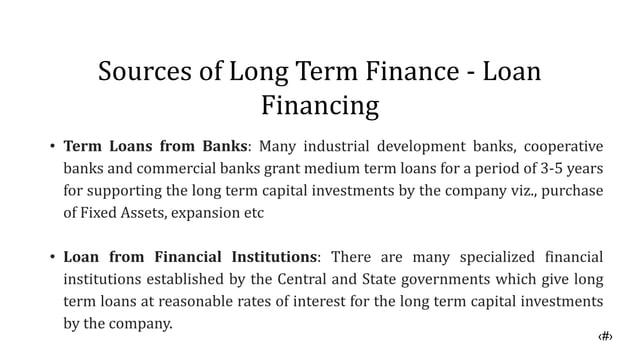 Sources of Long Term Finance - Loan
Financing
• Term Loans from Banks: Many industrial development banks, cooperative
banks and commercial banks grant medium term loans for a period of 3-5 years
for supporting the long term capital investments by the company viz., purchase
of Fixed Assets, expansion etc
• Loan from Financial Institutions: There are many specialized financial
institutions established by the Central and State governments which give long
term loans at reasonable rates of interest for the long term capital investments
by the company.
‹#›